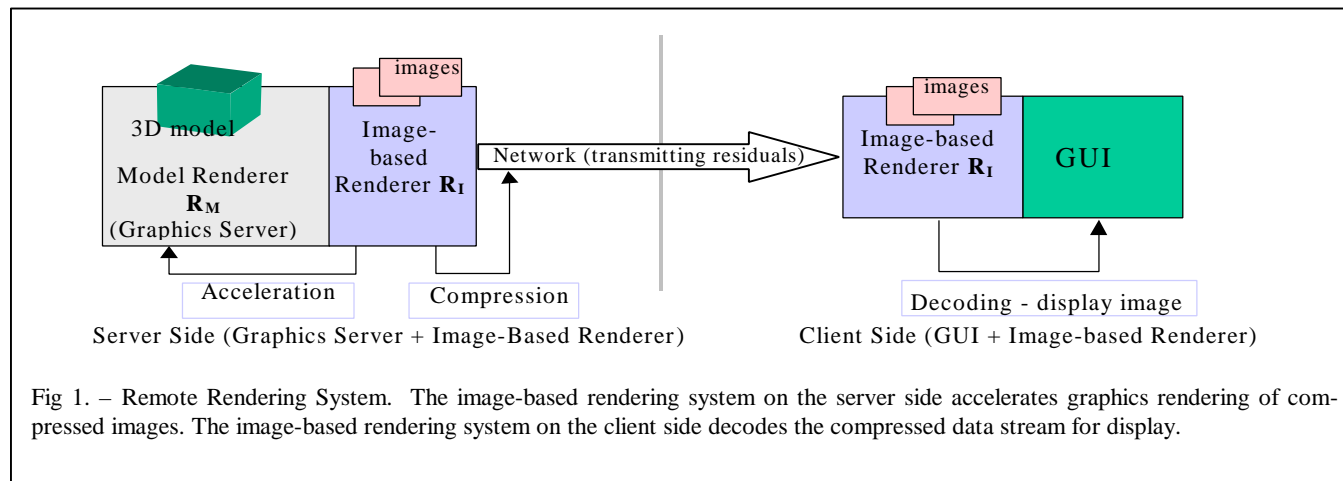 images
3D model
Model Renderer
R_M
(Graphics Server)
Image-
based
Renderer R_I
Network (transmitting residuals)
Acceleration
Compression
Server Side (Graphics Server + Image-Based Renderer)
images
Image-based
Renderer R_I
GUI
Decoding - display image
Client Side (GUI + Image-based Renderer)
Fig 1. – Remote Rendering System. The image-based rendering system on the server side accelerates graphics rendering of com-
pressed images. The image-based rendering system on the client side decodes the compressed data stream for display.